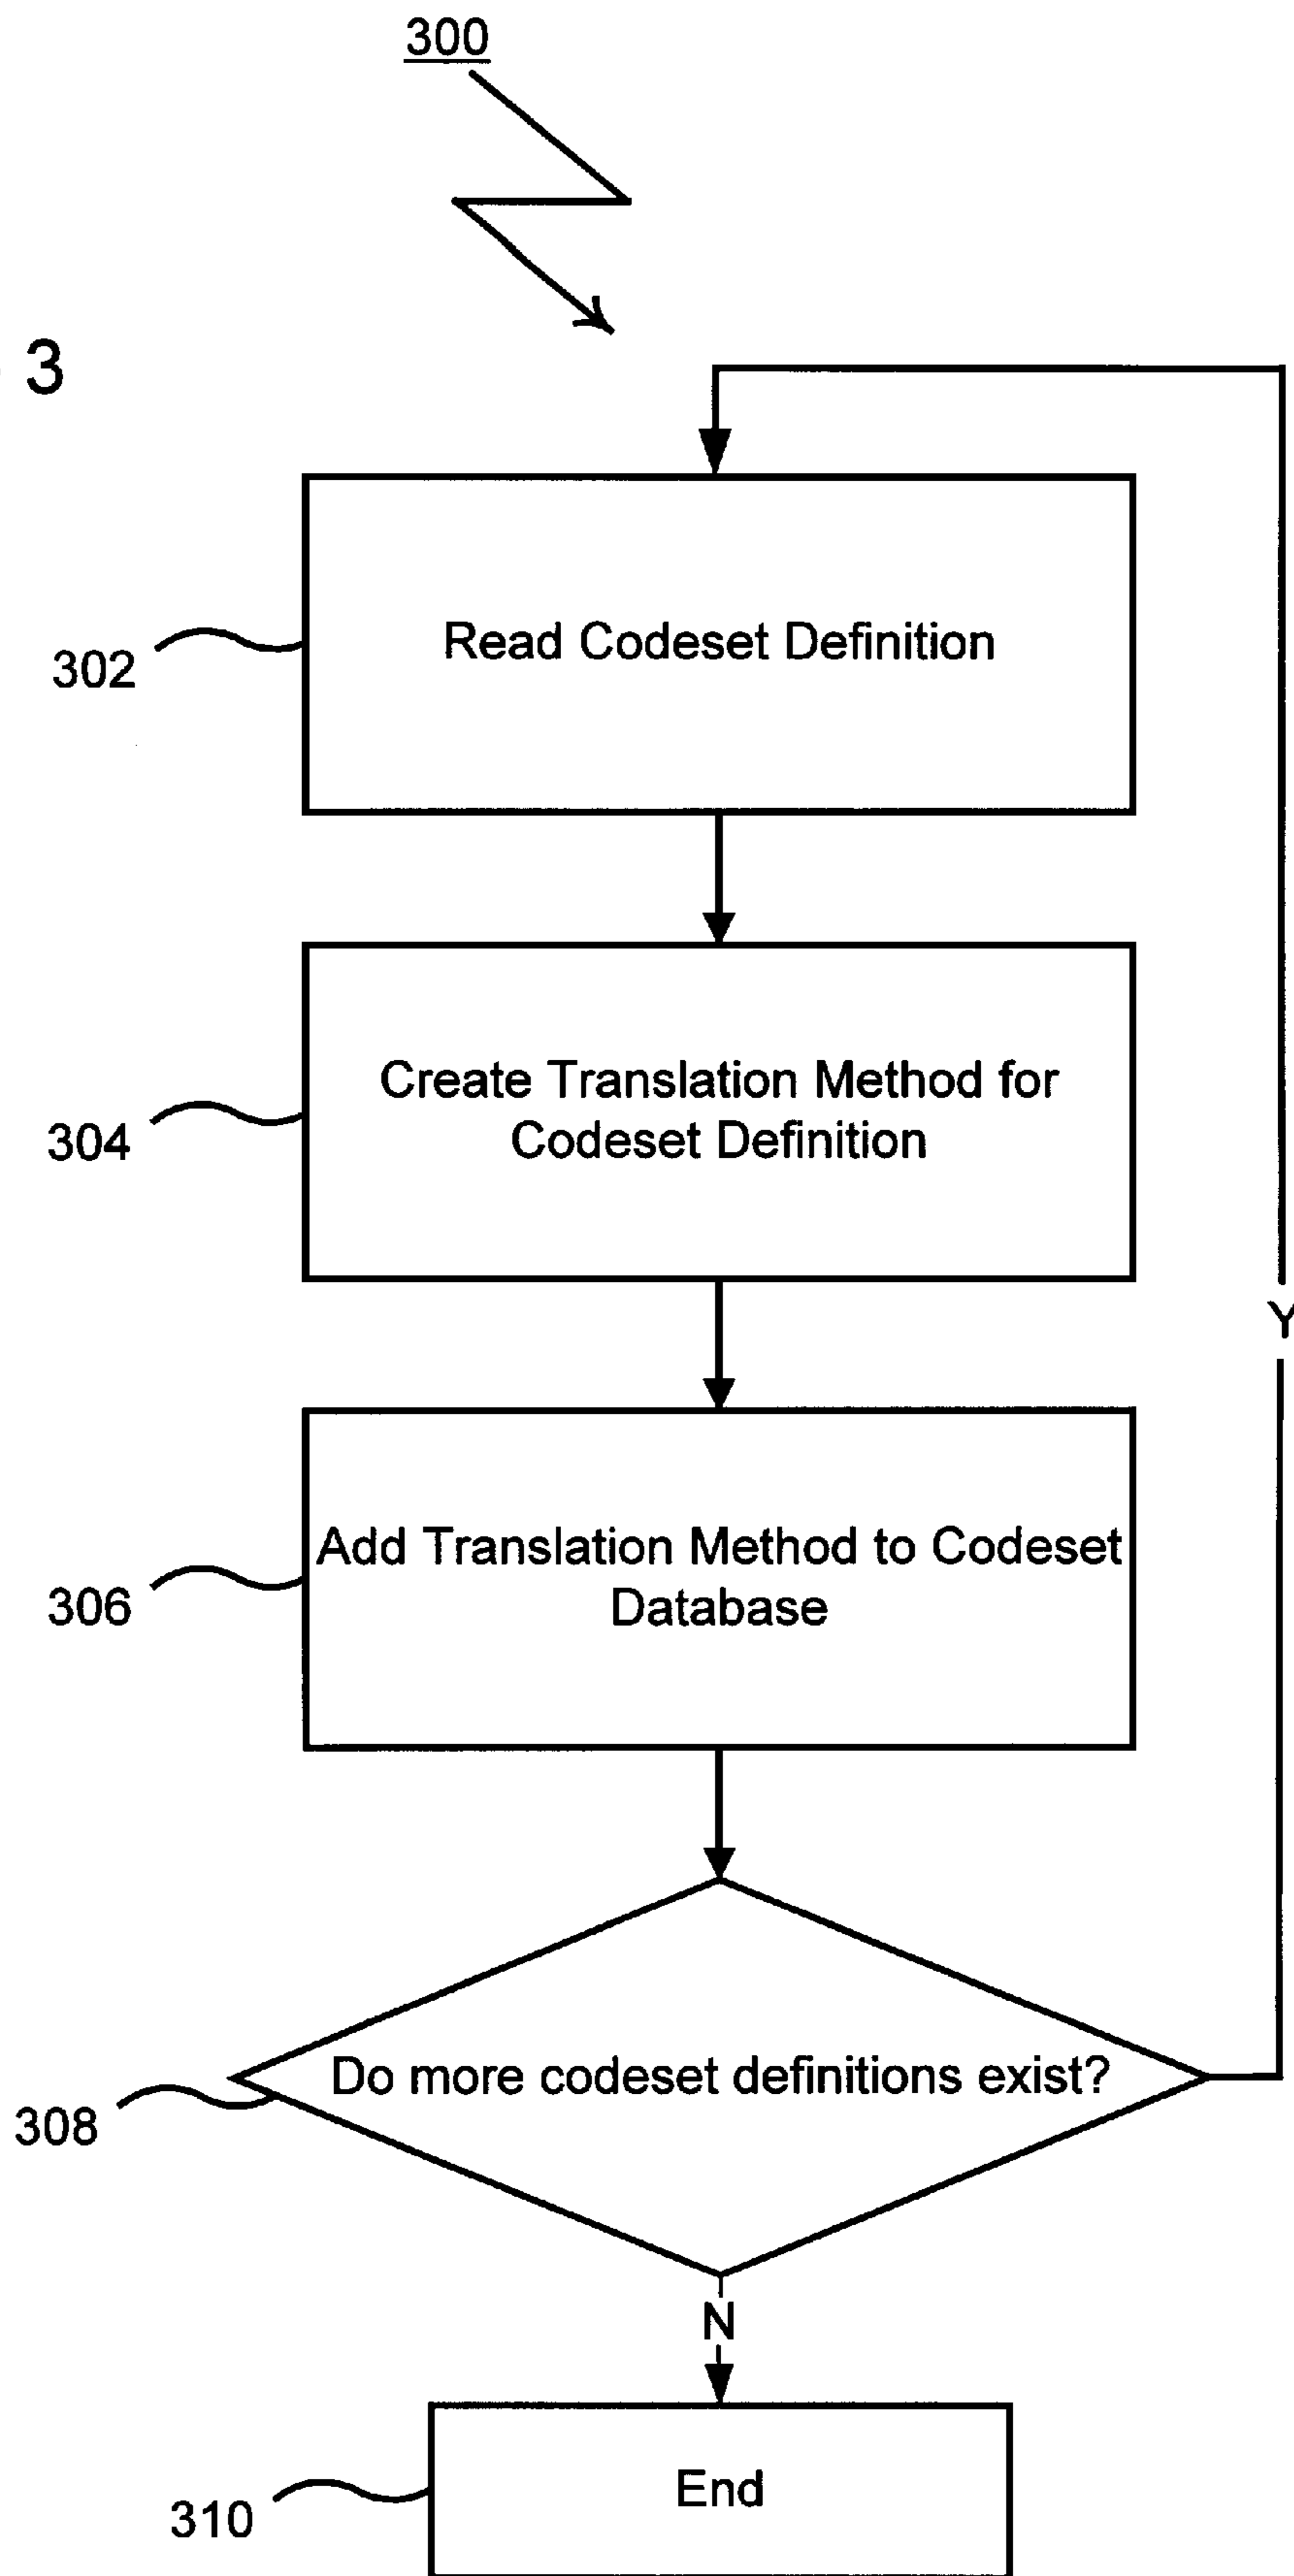 300
3
Read Codeset Definition
302
Create Translation Method for
Codeset Definition
304
Y
Add Translation Method to Codeset
Database
306
Do more codeset definitions exist?
308
N
End
310